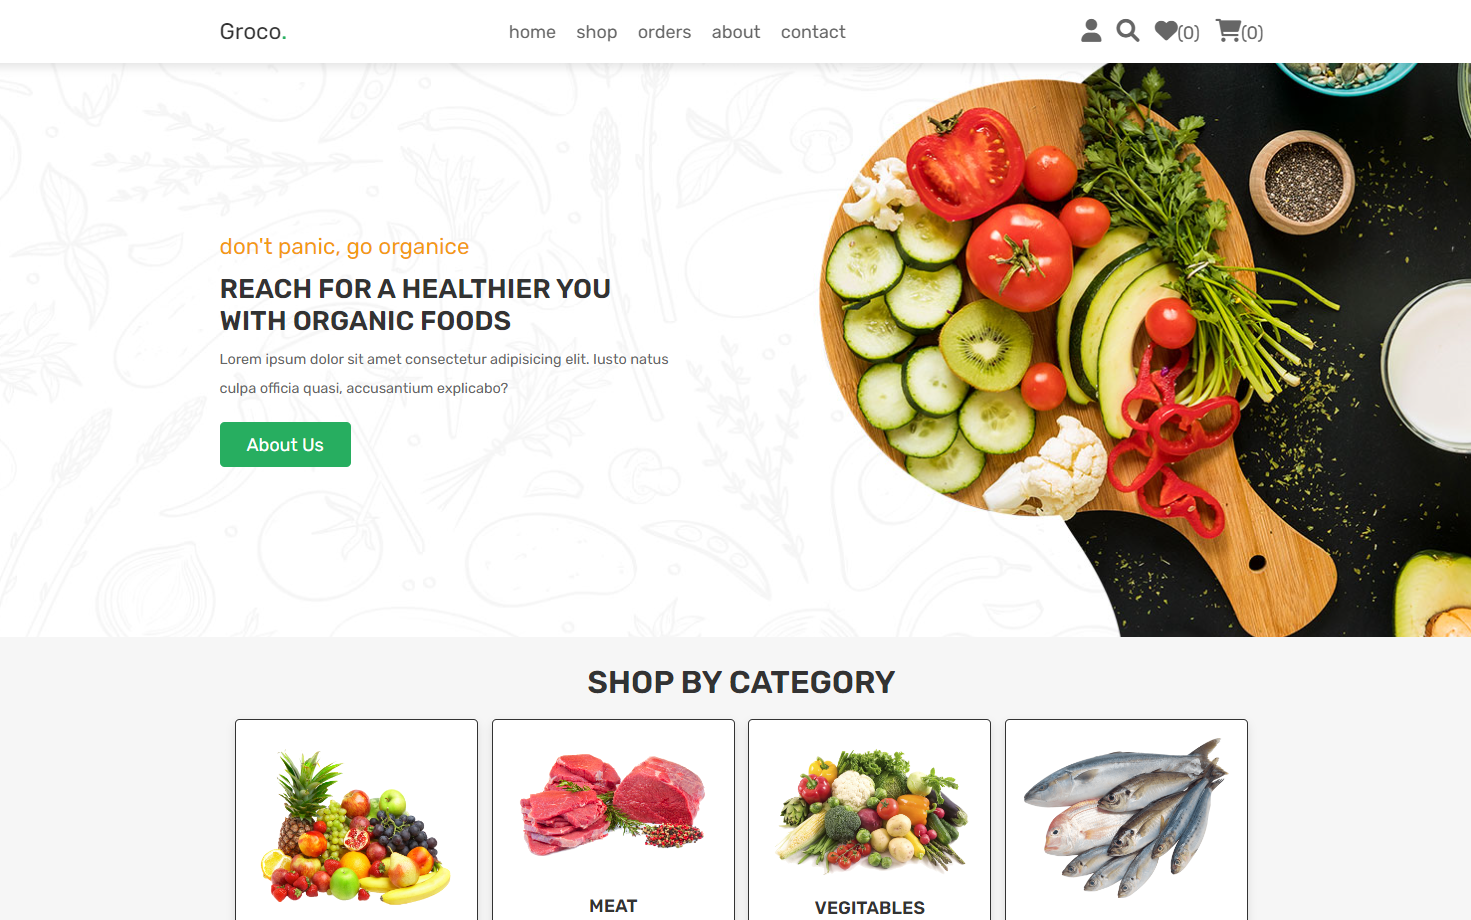 Groco.
home shop orders about contact
(0) (0)
don't panic, go organice
REACH FOR A HEALTHIER YOU
WITH ORGANIC FOODS
Lorem ipsum dolor sit amet consectetur adipisicing elit. Iusto natus
culpa officia quasi, accusantium explicabo?
About Us
SHOP BY CATEGORY
MEAT
VEGITABLES